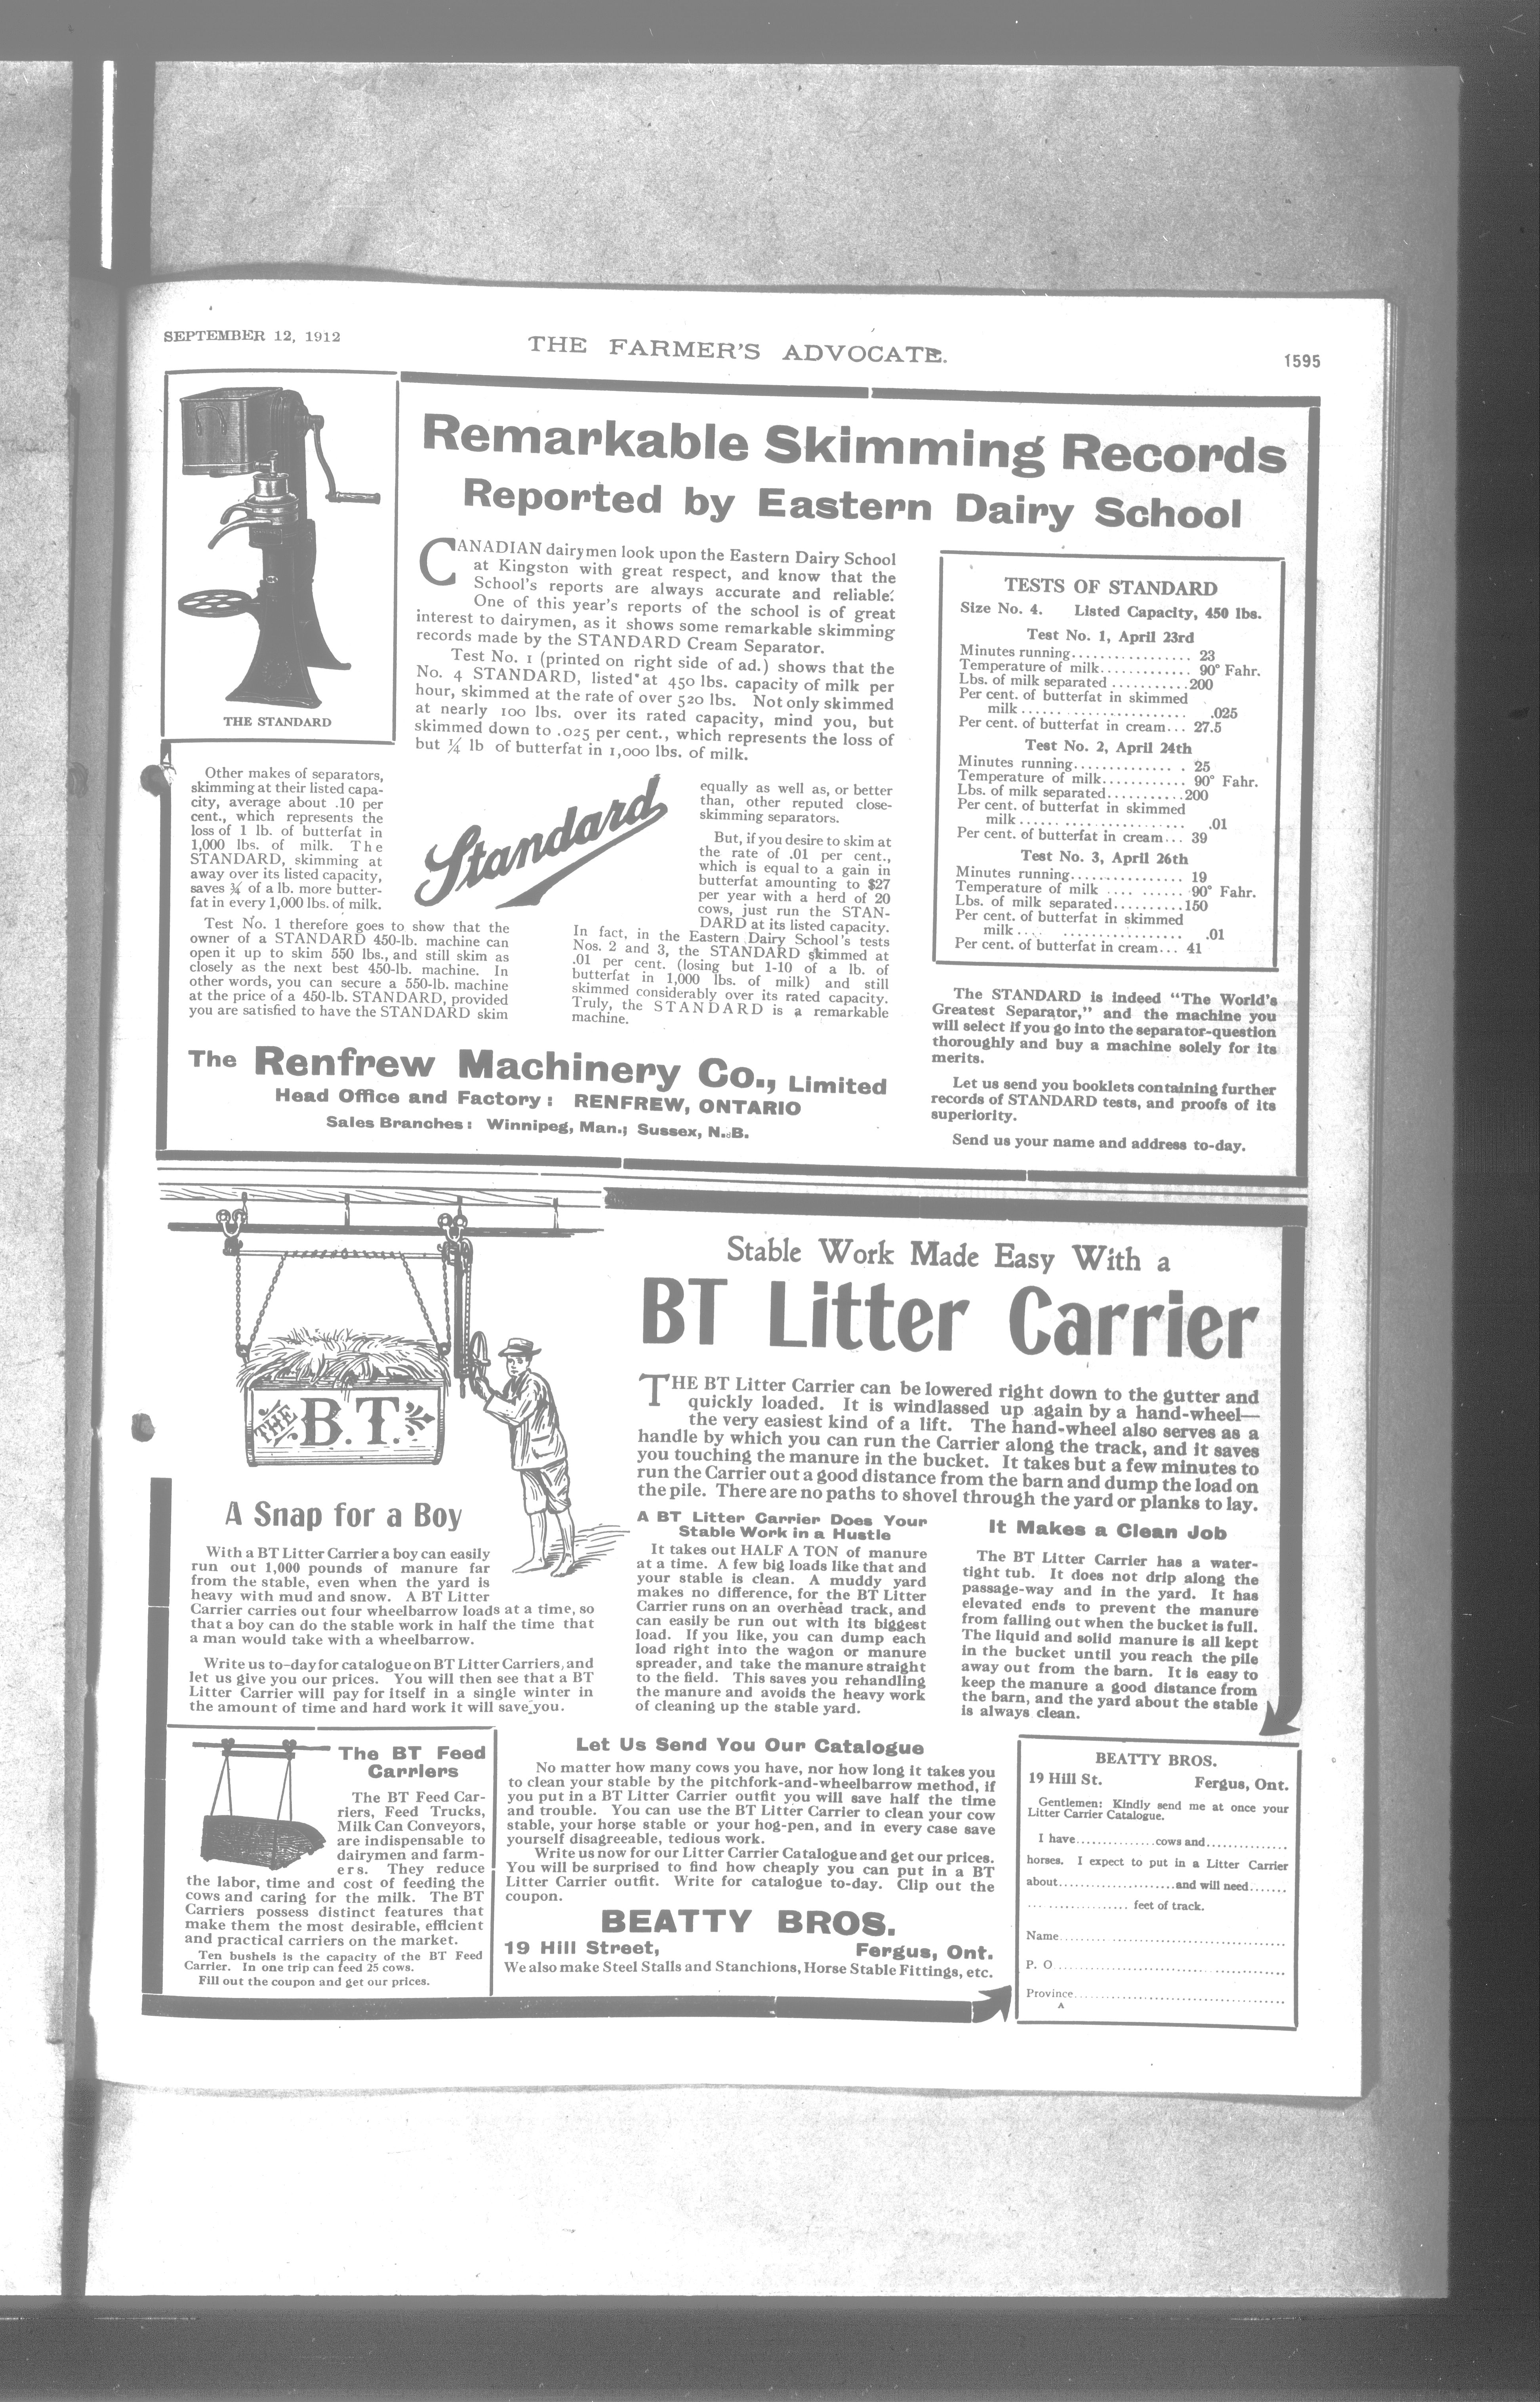 SEPTEMBER 12, 1912
THE FARMER'S ADVOCATE.
1595
THE STANDARD
Remarkable Skimming Records
Reported by Eastern Dairy School
CANADIAN dairymen look upon the Eastern Dairy School
at Kingston with great respect, and know that the
School's reports are always accurate and reliable.
One of this year's reports of the school is of great
interest to dairymen, as it shows some remarkable skimming
records made by the STANDARD Cream Separator.
Test No. 1 (printed on right side of ad.) shows that the
No. 4 STANDARD, listed at 450 lbs. capacity of milk per
hour, skimmed at the rate of over 520 lbs. Not only skimmed
at nearly 100 lbs. over its rated capacity, mind you, but
skimmed down to .025 per cent., which represents the loss of
but ¼ lb of butterfat in 1,000 lbs. of milk.
Other makes of separators,
skimming at their listed capa-
city, average about .10 per
cent., which represents the
loss of 1 lb. of butterfat in
1,000 lbs. of milk. The
STANDARD, skimming at
away over its listed capacity,
saves ¾ of a lb. more butter-
fat in every 1,000 lbs. of milk.
Test No. 1 therefore goes to show that the
owner of a STANDARD 450-lb. machine can
open it up to skim 550 lbs., and still skim as
closely as the next best 450-lb. machine. In
other words, you can secure a 550-lb. machine
at the price of a 450-lb. STANDARD, provided
you are satisfied to have the STANDARD skim
Standard
equally as well as, or better
than, other reputed close-
skimming separators.
But, if you desire to skim at
the rate of .01 per cent.,
which is equal to a gain in
butterfat amounting to $27
per year with a herd of 20
cows, just run the STAN-
DARD at its listed capacity.
In fact, in the Eastern Dairy School's tests
Nos. 2 and 3, the STANDARD skimmed at
.01 per cent. (losing but 1-10 of a lb. of
butterfat in 1,000 lbs. of milk) and still
skimmed considerably over its rated capacity.
Truly, the STANDARD is a remarkable
machine.
TESTS OF STANDARD
Size No. 4. Listed Capacity, 450 lbs.
Test No. 1, April 23rd
Minutes running................ 23
Temperature of milk............ 90° Fahr.
Lbs. of milk separated ...........200
Per cent. of butterfat in skimmed
milk ........................ .025
Per cent. of butterfat in cream... 27.5
Test No. 2, April 24th
Minutes running.............. . 25
Temperature of milk........... 90° Fahr.
Lbs. of milk separated..........200
Per cent. of butterfat in skimmed
milk ........................ .01
Per cent. of butterfat in cream... 39
Test No. 3, April 26th
Minutes running................ 19
Temperature of milk .... ....... 90° Fahr.
Lbs. of milk separated.........150
Per cent. of butterfat in skimmed
milk .... .................. .01
Per cent. of butterfat in cream... 41
The STANDARD is indeed "The World's
Greatest Separator," and the machine you
will select if you go into the separator-question
thoroughly and buy a machine solely for its
merits.
Let us send you booklets containing further
records of STANDARD tests, and proofs of its
superiority.
Send us your name and address to-day.
The Renfrew Machinery Co., Limited
Head Office and Factory: RENFREW, ONTARIO
Sales Branches: Winnipeg, Man.; Sussex, N.B.
THE B.T.
Stable Work Made Easy With a
BT Litter Carrier
THE BT Litter Carrier can be lowered right down to the gutter and
quickly loaded. It is windlassed up again by a hand-wheel—
the very easiest kind of a lift. The hand-wheel also serves as a
handle by which you can run the Carrier along the track, and it saves
you touching the manure in the bucket. It takes but a few minutes to
run the Carrier out a good distance from the barn and dump the load on
the pile. There are no paths to shovel through the yard or planks to lay.
A Snap for a Boy
With a BT Litter Carrier a boy can easily
run out 1,000 pounds of manure far
from the stable, even when the yard is
heavy with mud and snow. A BT Litter
Carrier carries out four wheelbarrow loads at a time, so
that a boy can do the stable work in half the time that
a man would take with a wheelbarrow.
Write us to-day for catalogue on BT Litter Carriers, and
let us give you our prices. You will then see that a BT
Litter Carrier will pay for itself in a single winter in
the amount of time and hard work it will save you.
A BT Litter Carrier Does Your
Stable Work in a Hustle
It takes out HALF A TON of manure
at a time. A few big loads like that and
your stable is clean. A muddy yard
makes no difference, for the BT Litter
Carrier runs on an overhead track, and
can easily be run out with its biggest
load. If you like, you can dump each
load right into the wagon or manure
spreader, and take the manure straight
to the field. This saves you rehandling
the manure and avoids the heavy work
of cleaning up the stable yard.
It Makes a Clean Job
The BT Litter Carrier has a water-
tight tub. It does not drip along the
passage-way and in the yard. It has
elevated ends to prevent the manure
from falling out when the bucket is full.
The liquid and solid manure is all kept
in the bucket until you reach the pile
away out from the barn. It is easy to
keep the manure a good distance from
the barn, and the yard about the stable
is always clean.
The BT Feed
Carriers
The BT Feed Car-
riers, Feed Trucks,
Milk Can Conveyors,
are indispensable to
dairymen and farm-
ers. They reduce
the labor, time and cost of feeding the
cows and caring for the milk. The BT
Carriers possess distinct features that
make them the most desirable, efficient
and practical carriers on the market.
Ten bushels is the capacity of the BT Feed
Carrier. In one trip can feed 25 cows.
Fill out the coupon and get our prices.
Let Us Send You Our Catalogue
No matter how many cows you have, nor how long it takes you
to clean your stable by the pitchfork-and-wheelbarrow method, if
you put in a BT Litter Carrier outfit you will save half the time
and trouble. You can use the BT Litter Carrier to clean your cow
stable, your horse stable or your hog-pen, and in every case save
yourself disagreeable, tedious work.
Write us now for our Litter Carrier Catalogue and get our prices.
You will be surprised to find how cheaply you can put in a BT
Litter Carrier outfit. Write for catalogue to-day. Clip out the
coupon.
BEATTY BROS.
19 Hill Street, Fergus, Ont.
We also make Steel Stalls and Stanchions, Horse Stable Fittings, etc.
BEATTY BROS.
19 Hill St. Fergus, Ont.
Gentlemen: Kindly send me at once your
Litter Carrier Catalogue.
I have..............cows and..............
horses. I expect to put in a Litter Carrier
about.....................and will need.......
... .............. feet of track.
Name........................................
P. O ........................................
Province.....................................
A